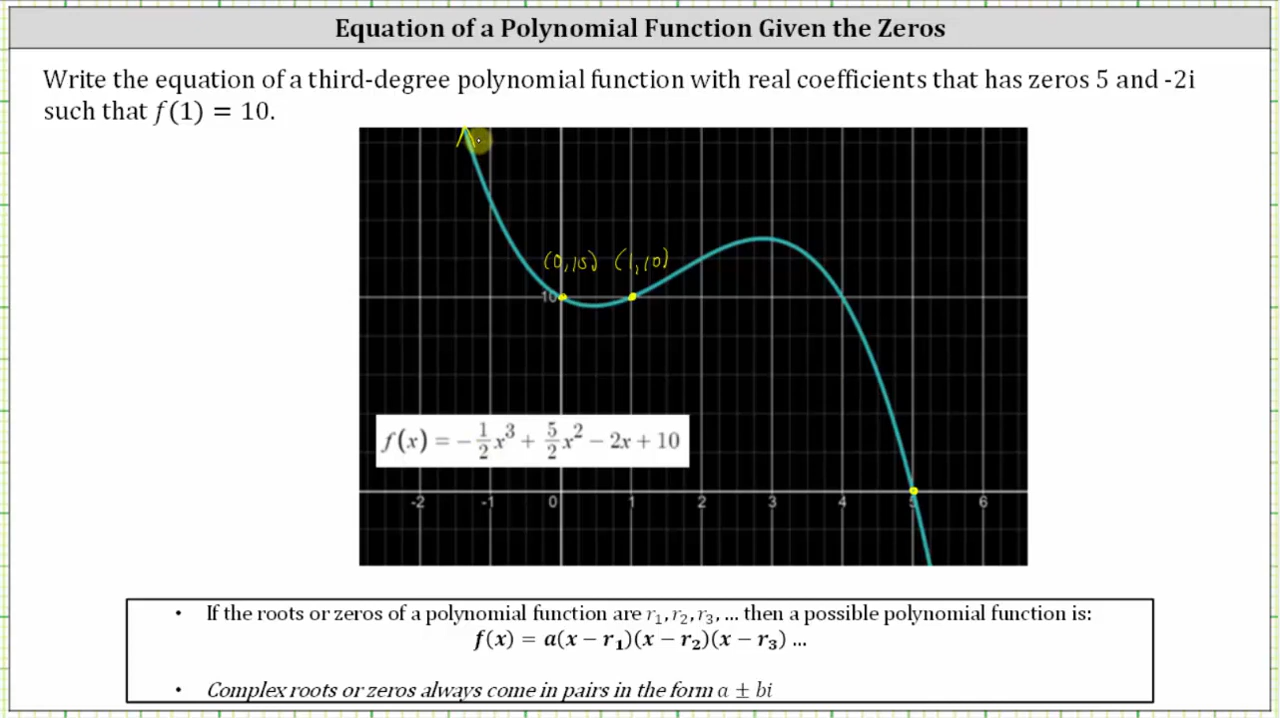 Equation of a Polynomial Function Given the Zeros
Write the equation of a third-degree polynomial function with real coefficients that has zeros 5 and -2i
such that f(1) = 10.
(0,10) (1,10)
10
f(x) = -1/2x³ + 5/2x² − 2x + 10
-2 -1 0 1 2 3 4 5 6
• If the roots or zeros of a polynomial function are r₁, r₂, r₃, ... then a possible polynomial function is:
f(x) = a(x − r₁)(x − r₂)(x − r₃) ...
• Complex roots or zeros always come in pairs in the form a ± bi